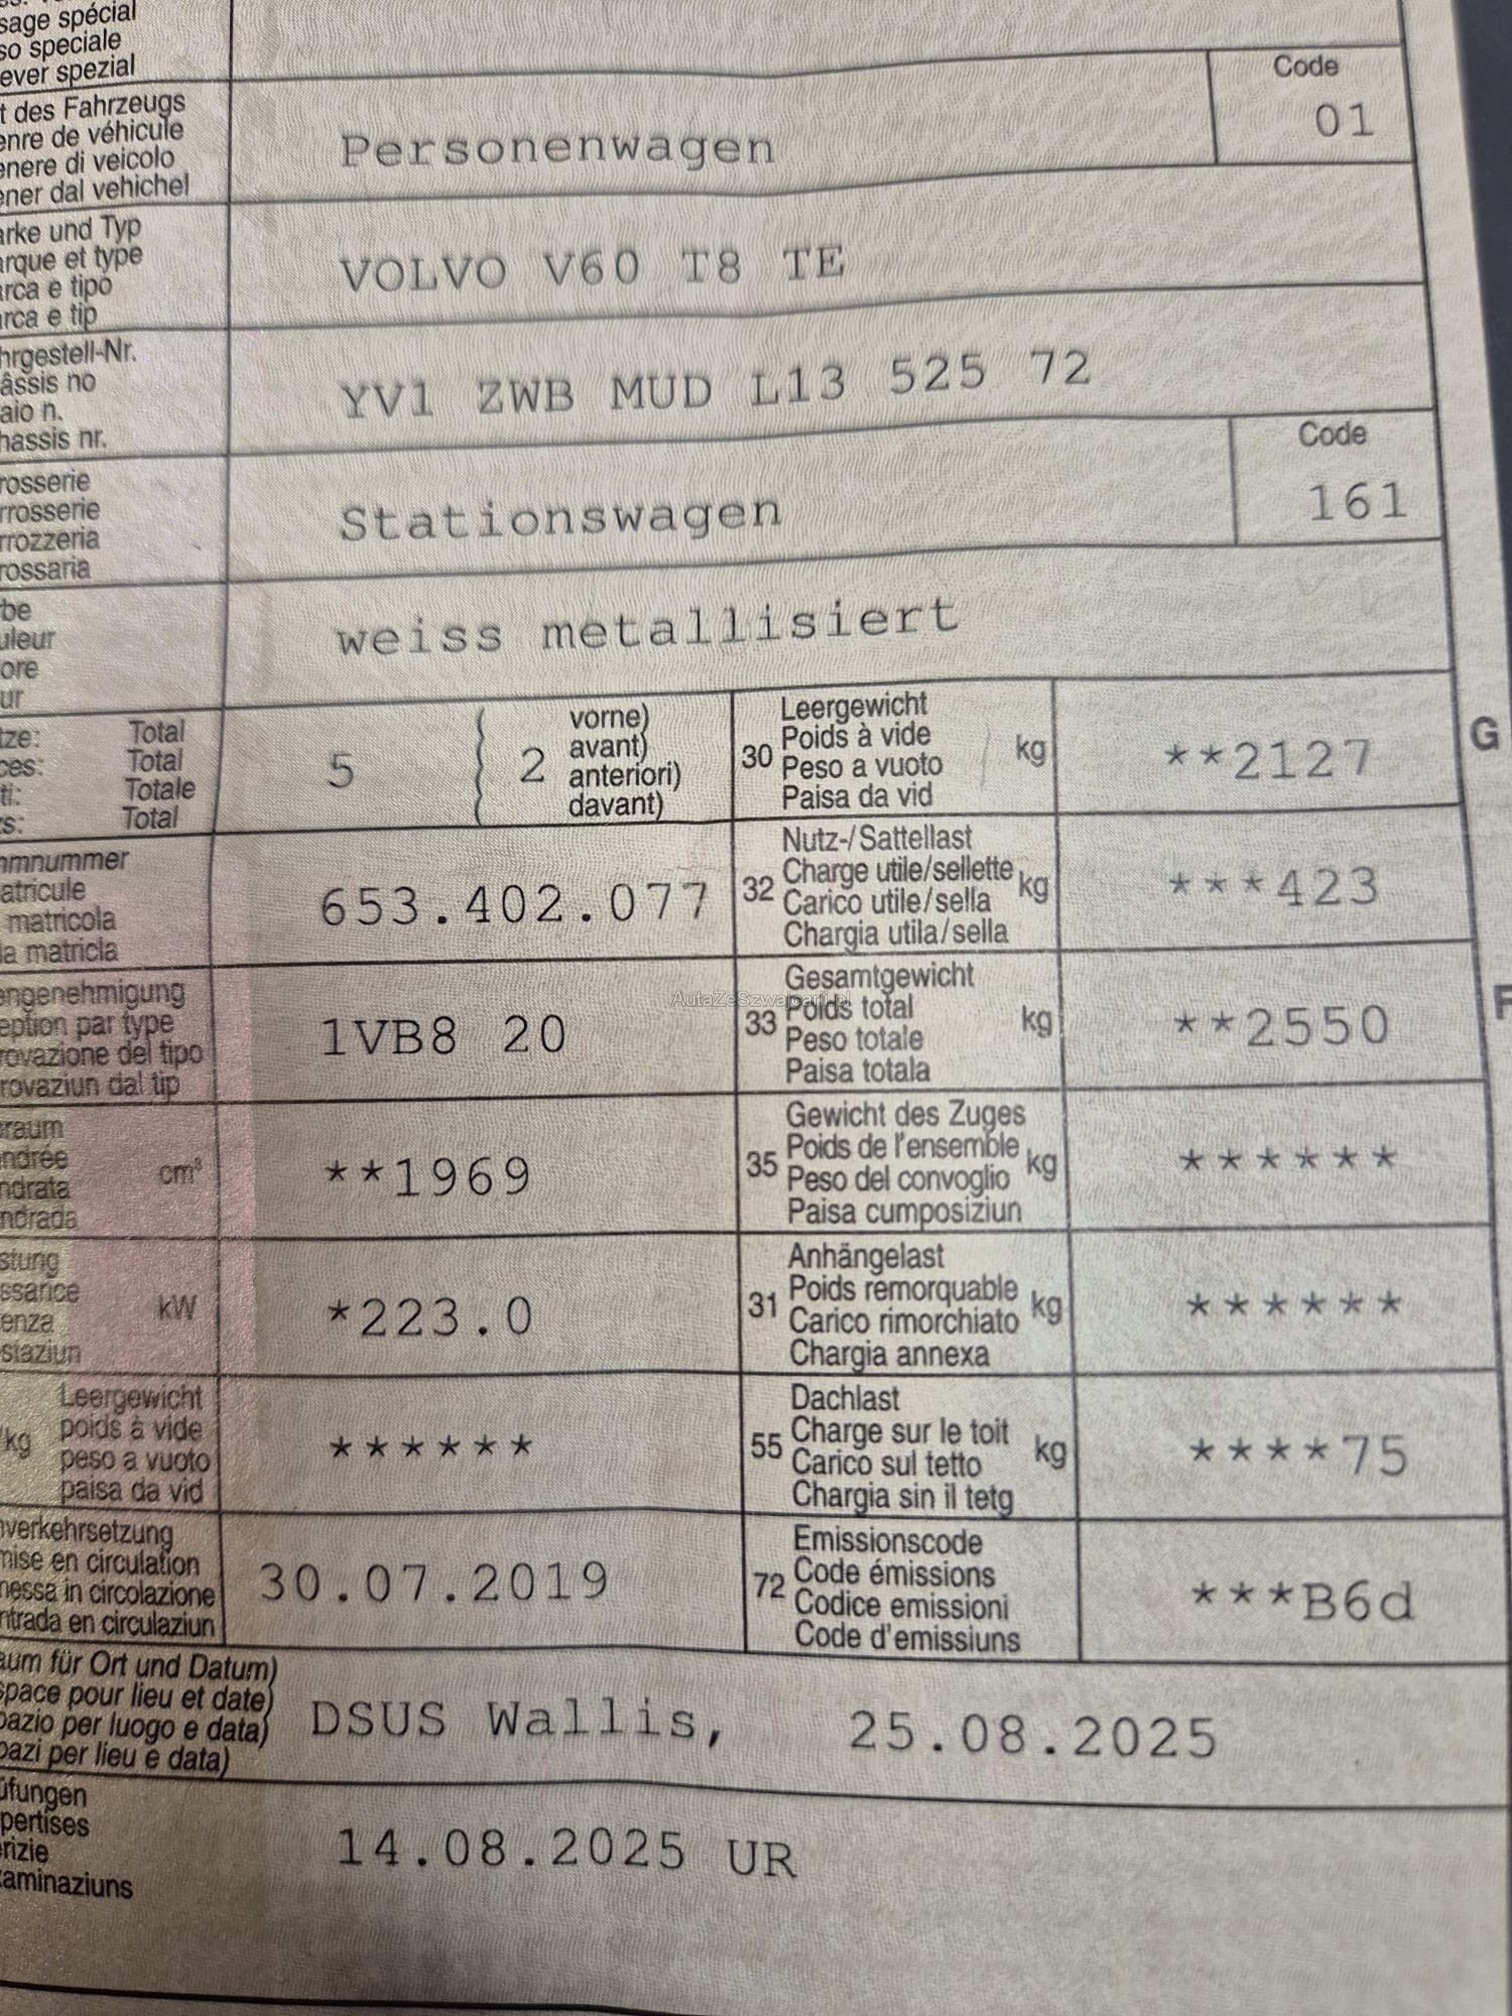 sage spécial
so speciale
ever spezial
t des Fahrzeugs
enre de véhicule
enere di veicolo
ener dal vehichel
Personenwagen
Code
01
arke und Typ
arque et type
arca e tipo
arca e tip
VOLVO V60 T8 TE
hrgestell-Nr.
âssis no
aio n.
hassis nr.
YV1 ZWB MUD L13 525 72
rosserie
rrosserie
rrozzeria
rossaria
Stationswagen
Code
161
be
uleur
ore
ur
weiss metallisiert
tze: Total
ces: Total
ti: Totale
s: Total
5
2
vorne)
avant)
anteriori)
davant)
30
Leergewicht
Poids à vide
Peso a vuoto
Paisa da vid
kg
**2127
G
mmnummer
atricule
matricola
la matricla
653.402.077
32
Nutz-/Sattellast
Charge utile/sellette
Carico utile/sella
Chargia utila/sella
kg
***423
engenehmigung
eption par type
rovazione del tipo
rovaziun dal tip
1VB8 20
33
Gesamtgewicht
Poids total
Peso totale
Paisa totala
kg
**2550
F
AutaZeSzwajcarii.pl
raum
ndrée
ndrata
ndrada
cm³
**1969
35
Gewicht des Zuges
Poids de l'ensemble
Peso del convoglio
Paisa cumposiziun
kg
******
stung
ssance
enza
staziun
kW
*223.0
31
Anhängelast
Poids remorquable
Carico rimorchiato
Chargia annexa
kg
******
/kg
Leergewicht
poids à vide
peso a vuoto
paisa da vid
******
55
Dachlast
Charge sur le toit
Carico sul tetto
Chargia sin il tetg
kg
****75
nverkehrsetzung
mise en circulation
messa in circolazione
ntrada en circulaziun
30.07.2019
72
Emissionscode
Code émissions
Codice emissioni
Code d'emissiuns
***B6d
aum für Ort und Datum)
space pour lieu et date)
pazio per luogo e data)
pazi per lieu e data)
DSUS Wallis, 25.08.2025
üfungen
pertises
erizie
aminaziuns
14.08.2025 UR